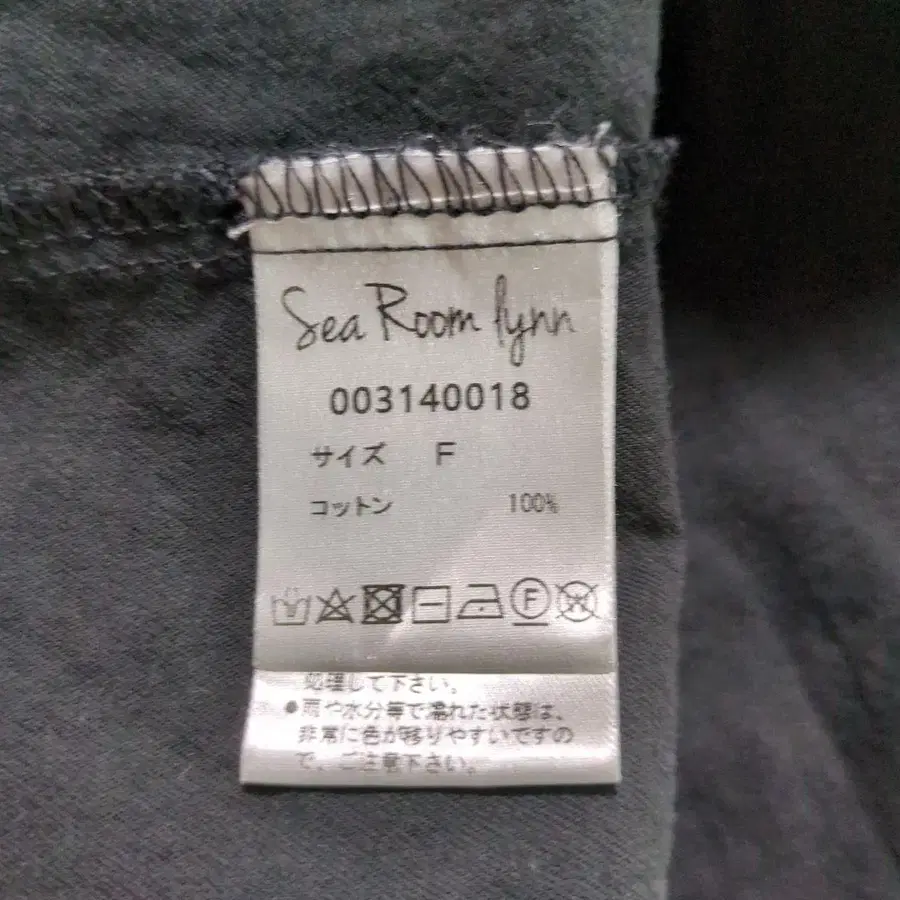 Sea Room lynn
003140018
サイズ F
コットン 100%
F W
処理して下さい。
●雨や水分等で濡れた状態は、
非常に色が移りやすいですの
で、ご注意下さい。